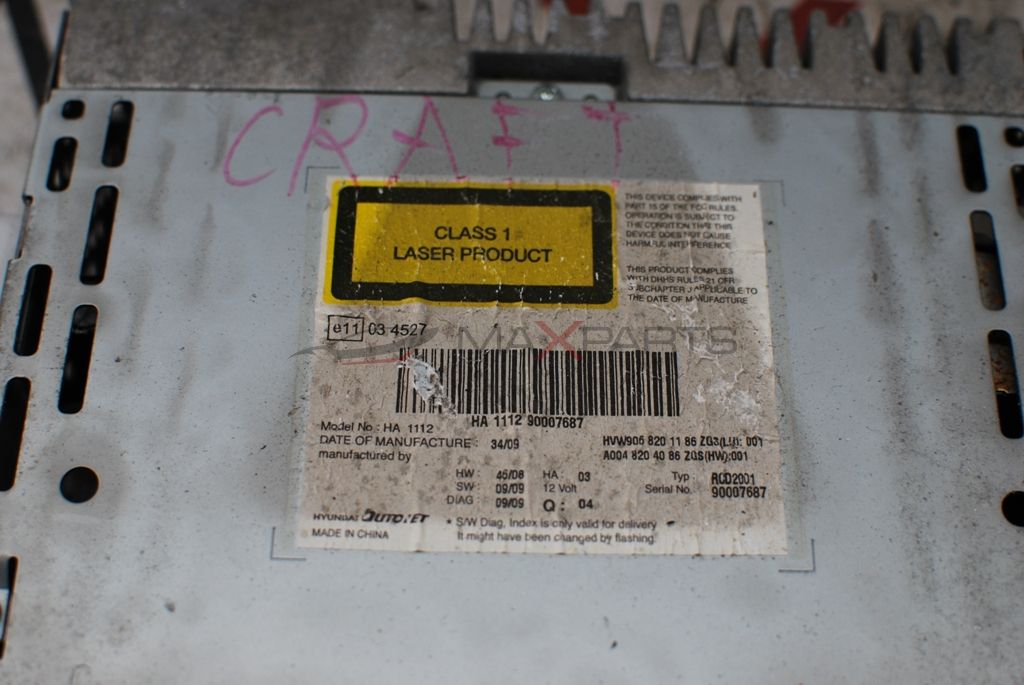 CRAFT
CLASS 1
LASER PRODUCT
THIS DEVICE COMPLIES WITH
PART 15 OF THE FCC RULES.
OPERATION IS SUBJECT TO
THE CONDITION THAT THIS
DEVICE DOES NOT CAUSE
HARMFUL INTERFERENCE
THIS PRODUCT COMPLIES
WITH DHHS RULES 21 CFR
SUBCHAPTER J APPLICABLE TO
THE DATE OF MANUFACTURE
e11 03 4527
MAXPARTS
HA 1112 90007687
Model No : HA 1112
DATE OF MANUFACTURE : 34/09
manufactured by
HVW906 820 11 86 ZGS(LU): 001
A004 820 40 86 ZGS(HW):001
HW : 45/08 HA : 03
SW : 09/09 12 Volt
DIAG : 09/09 Q : 04
Typ : RCD2001
Serial No. 90007687
HYUNDAI AUTONET
MADE IN CHINA
* S/W Diag. Index is only valid for delivery
It might have been changed by flashing.